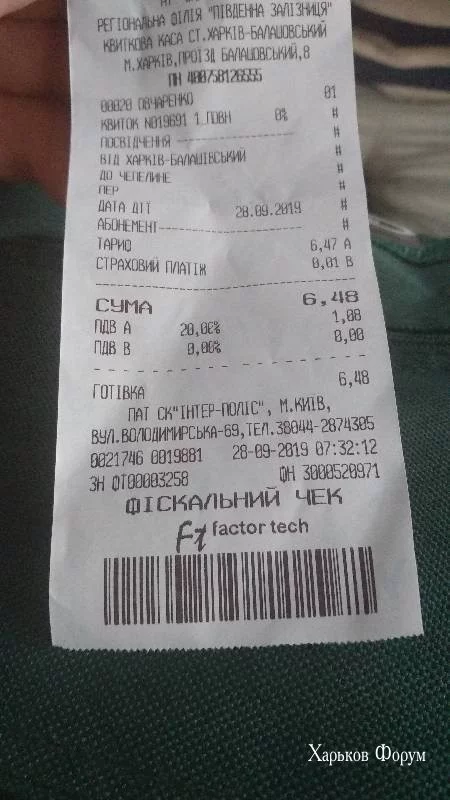 РЕГІОНАЛЬНА ФІЛІЯ "ПІВДЕННА ЗАЛІЗНИЦЯ"
КВИТКОВА КАСА СТ.ХАРКІВ-БАЛАШОВСЬКИЙ
М.ХАРКІВ,ПРОЇЗД БАЛАШОВСЬКИЙ,8
ПН 400758126555
00020 ОВЧАРЕНКО 01
КВИТОК N019691 1 ПОВН 0% #
ПОСВІДЧЕННЯ --------------- #
ВІД ХАРКІВ-БАЛАШІВСЬКИЙ #
ДО ЧЕПЕЛИНЕ #
ПЕР #
ДАТА ДІЇ 28.09.2019 #
АБОНЕМЕНТ--------------- #
ТАРИФ 6,47 А
СТРАХОВИЙ ПЛАТІЖ 0,01 В
СУМА 6,48
ПДВ А 20,00% 1,08
ПДВ В 0,00% 0,00
ГОТІВКА 6,48
ПАТ СК"ІНТЕР-ПОЛІС", М.КИЇВ,
ВУЛ.ВОЛОДИМИРСЬКА-69,ТЕЛ.38044-2874305
0021746 0019881 28-09-2019 07:32:12
ЗН ФТ00003258 ФН 3000520971
ФІСКАЛЬНИЙ ЧЕК
Ft factor tech
Харьков Форум